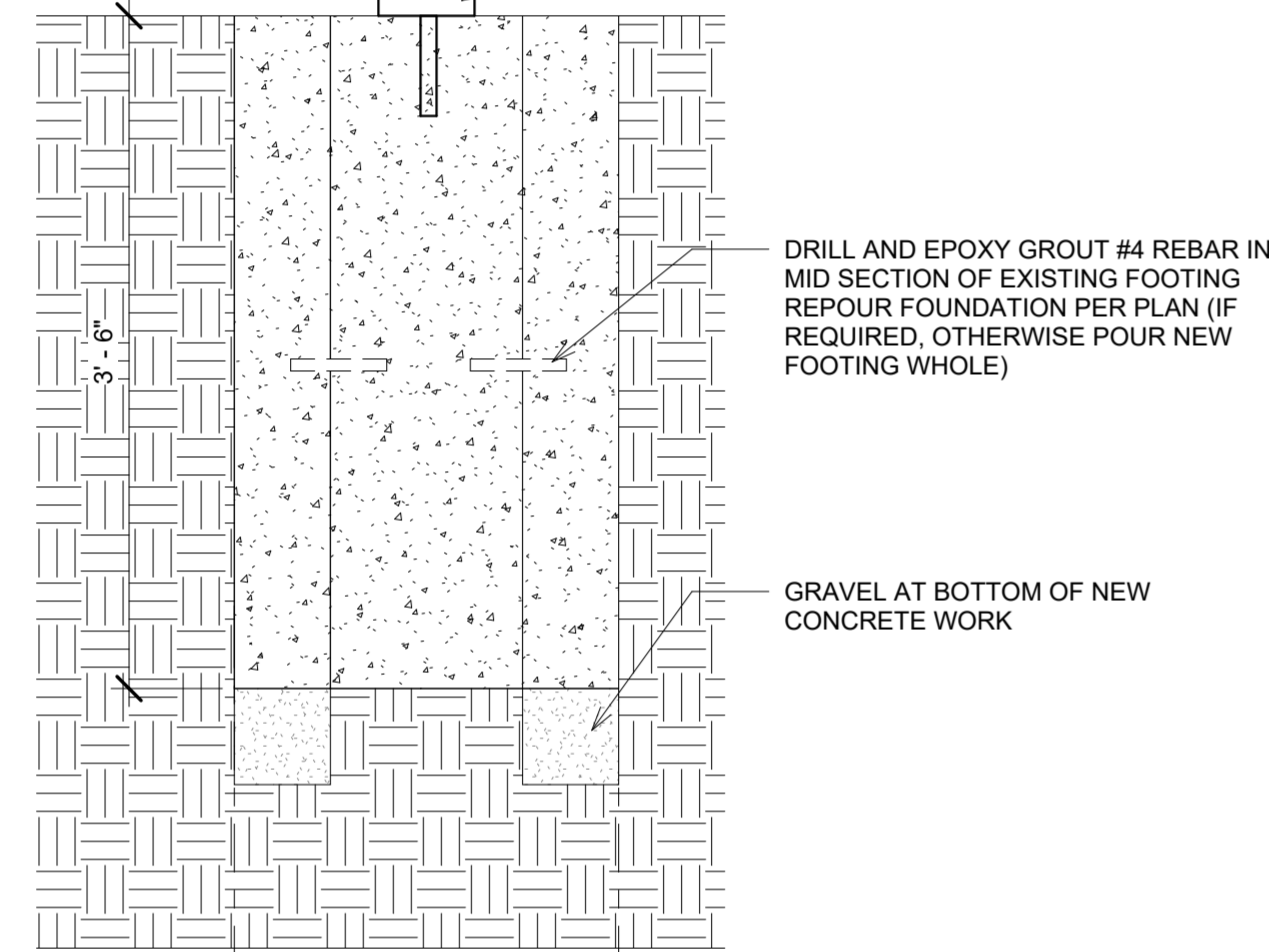 DRILL AND EPOXY GROUT #4 REBAR IN
MID SECTION OF EXISTING FOOTING
REPOUR FOUNDATION PER PLAN (IF
REQUIRED, OTHERWISE POUR NEW
FOOTING WHOLE)
3' - 6"
GRAVEL AT BOTTOM OF NEW
CONCRETE WORK